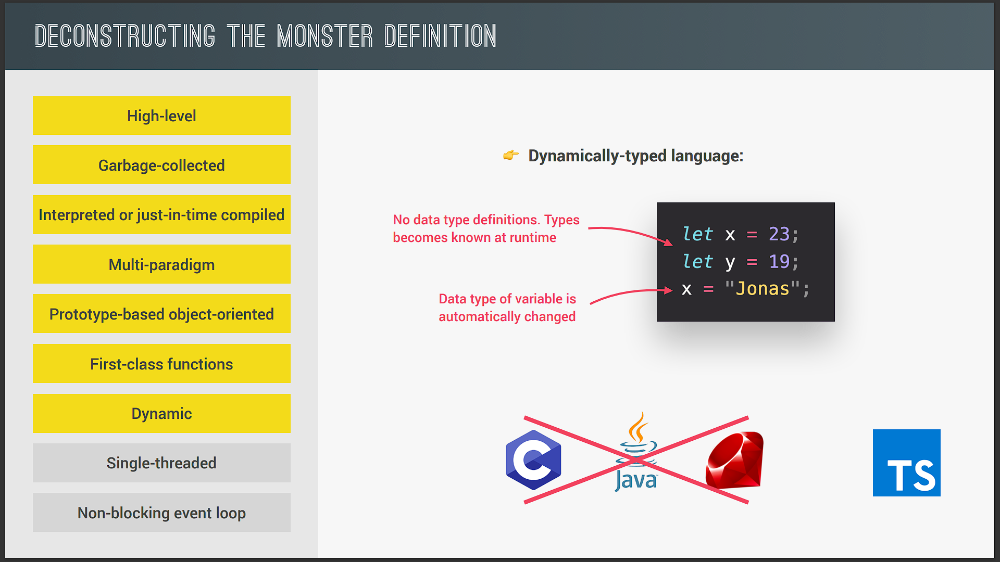 DECONSTRUCTING THE MONSTER DEFINITION
High-level
Garbage-collected
Interpreted or just-in-time compiled
Multi-paradigm
Prototype-based object-oriented
First-class functions
Dynamic
Single-threaded
Non-blocking event loop
👉 Dynamically-typed language:
No data type definitions. Types
becomes known at runtime
let x = 23;
let y = 19;
x = "Jonas";
Data type of variable is
automatically changed
C
Java™
TS